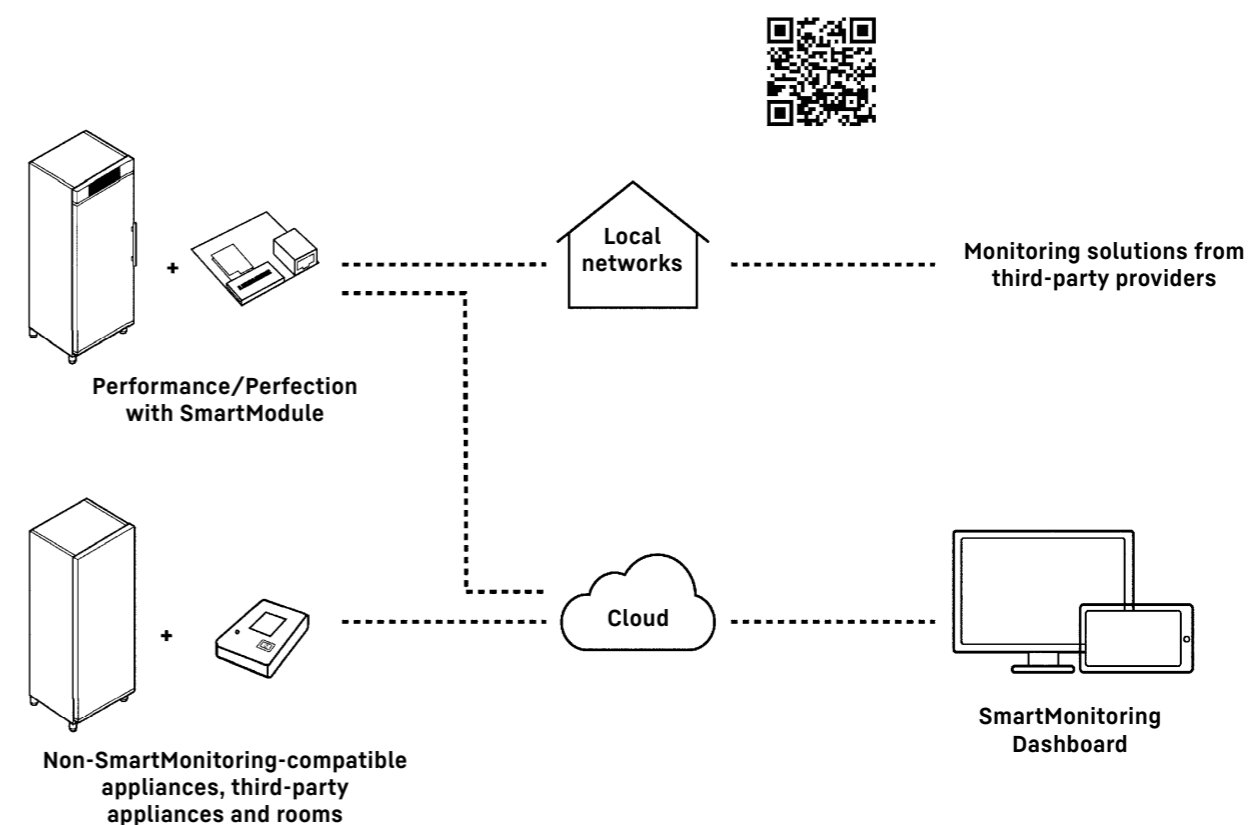 Local
networks
Monitoring solutions from
third-party providers
+
Performance/Perfection
with SmartModule
Cloud
+
SmartMonitoring
Dashboard
Non-SmartMonitoring-compatible
appliances, third-party
appliances and rooms